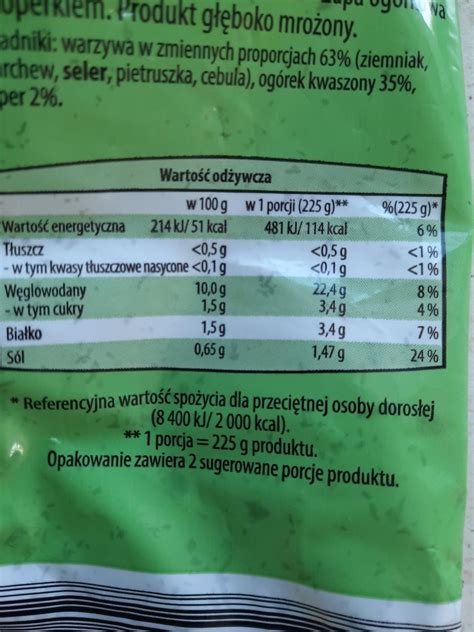 koperkiem. Produkt głęboko mrożony.
warzywa w zmiennych proporcjach 63% (ziemniak,
seler, pietruszka, cebula), ogórek kwaszony 35%,
2%.
Wartość odżywcza
w 100 g w 1 porcji (225 g)** %(225 g)*
Wartość energetyczna 214 kJ/ 51 kcal 481 kJ/ 114 kcal 6 %
Tłuszcz <0,5 g <0,5 g <1 %
- w tym kwasy tłuszczowe nasycone <0,1 g <0,1 g <1 %
Węglowodany 10,0 g 22,4 g 8 %
- w tym cukry 1,5 g 3,4 g 4 %
Białko 1,5 g 3,4 g 7 %
Sól 0,65 g 1,47 g 24 %
* Referencyjna wartość spożycia dla przeciętnej osoby dorosłej
(8 400 kJ/ 2 000 kcal).
** 1 porcja = 225 g produktu.
Opakowanie zawiera 2 sugerowane porcje produktu.